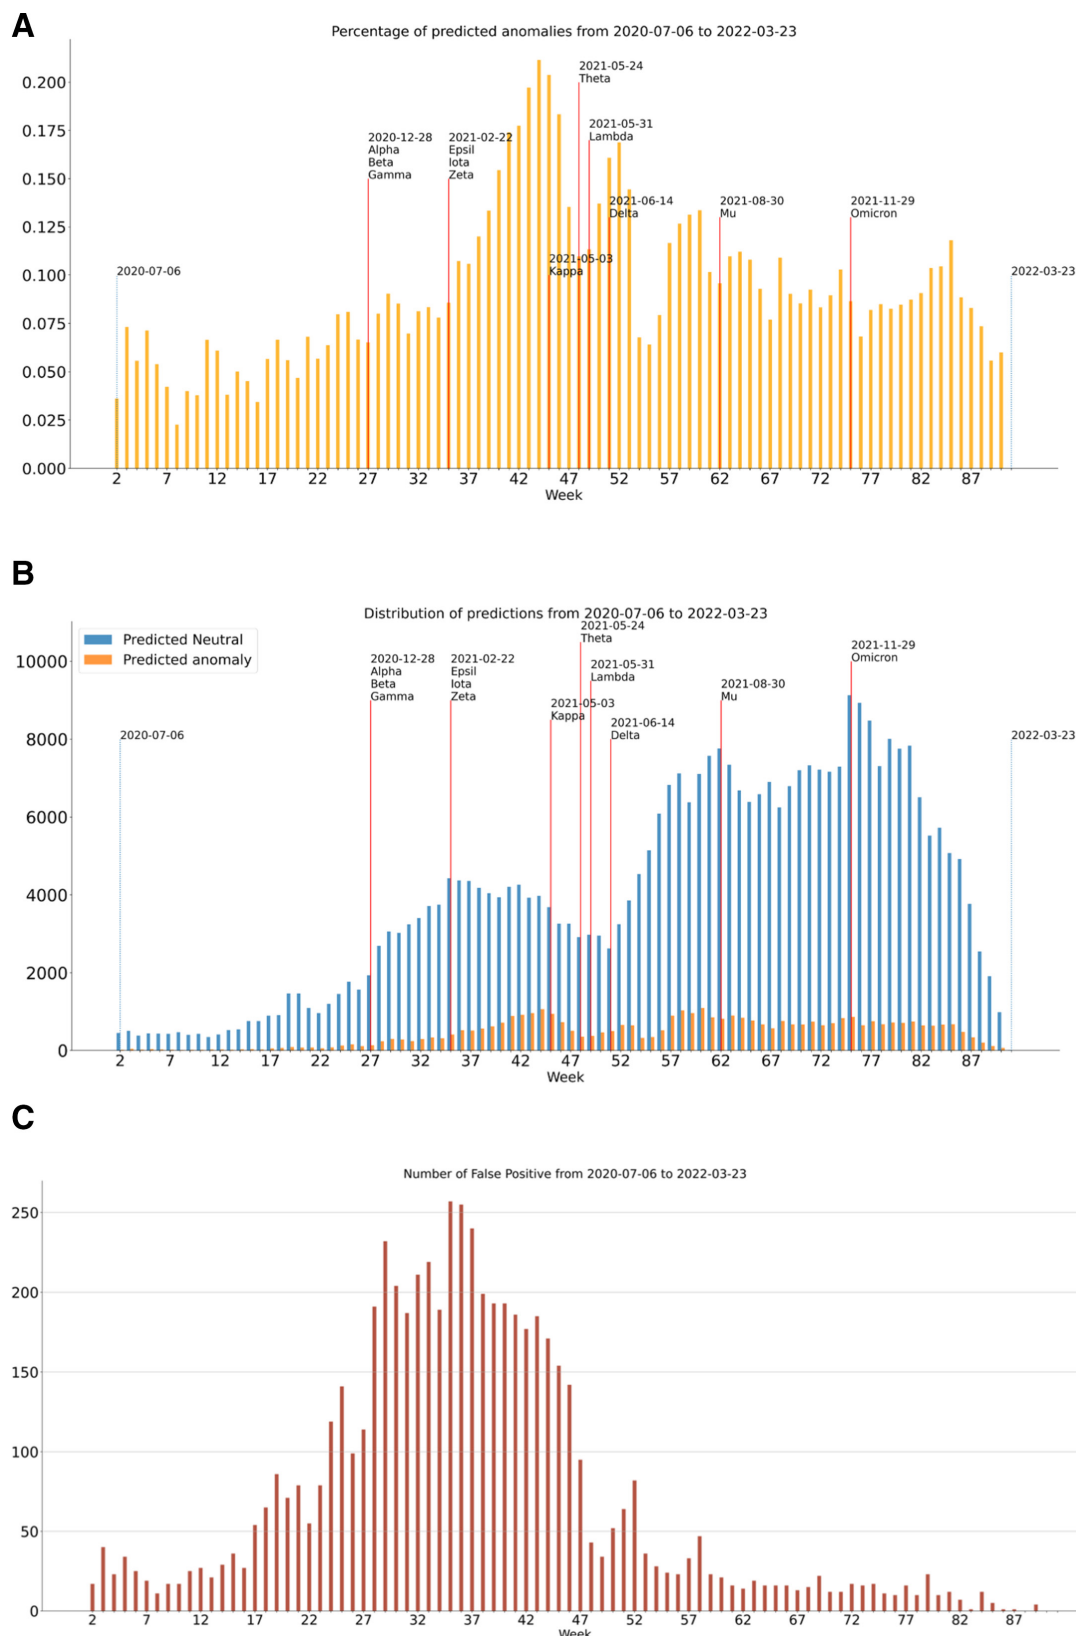 A
Percentage of predicted anomalies from 2020-07-06 to 2022-03-23
0.200
0.175
0.150
0.125
0.100
0.075
0.050
0.025
0.000
2020-07-06
2020-12-28
Alpha
Beta
Gamma
2021-02-22
Epsil
Iota
Zeta
2021-05-03
Kappa
2021-05-24
Theta
2021-05-31
Lambda
2021-06-14
Delta
2021-08-30
Mu
2021-11-29
Omicron
2022-03-23
2 7 12 17 22 27 32 37 42 47 52 57 62 67 72 77 82 87
Week
B
Distribution of predictions from 2020-07-06 to 2022-03-23
Predicted Neutral
Predicted anomaly
10000
8000
6000
4000
2000
0
2020-07-06
2020-12-28
Alpha
Beta
Gamma
2021-02-22
Epsil
Iota
Zeta
2021-05-03
Kappa
2021-05-24
Theta
2021-05-31
Lambda
2021-06-14
Delta
2021-08-30
Mu
2021-11-29
Omicron
2022-03-23
2 7 12 17 22 27 32 37 42 47 52 57 62 67 72 77 82 87
Week
C
Number of False Positive from 2020-07-06 to 2022-03-23
250
200
150
100
50
0
2 7 12 17 22 27 32 37 42 47 52 57 62 67 72 77 82 87
Week